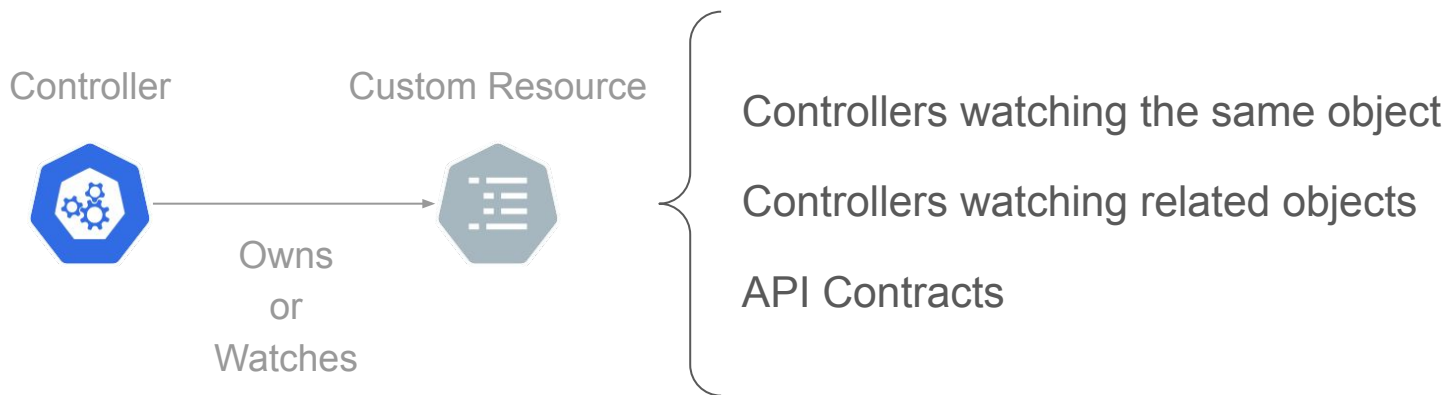 Controller
Custom Resource
Owns
or
Watches
Controllers watching the same object
Controllers watching related objects
API Contracts